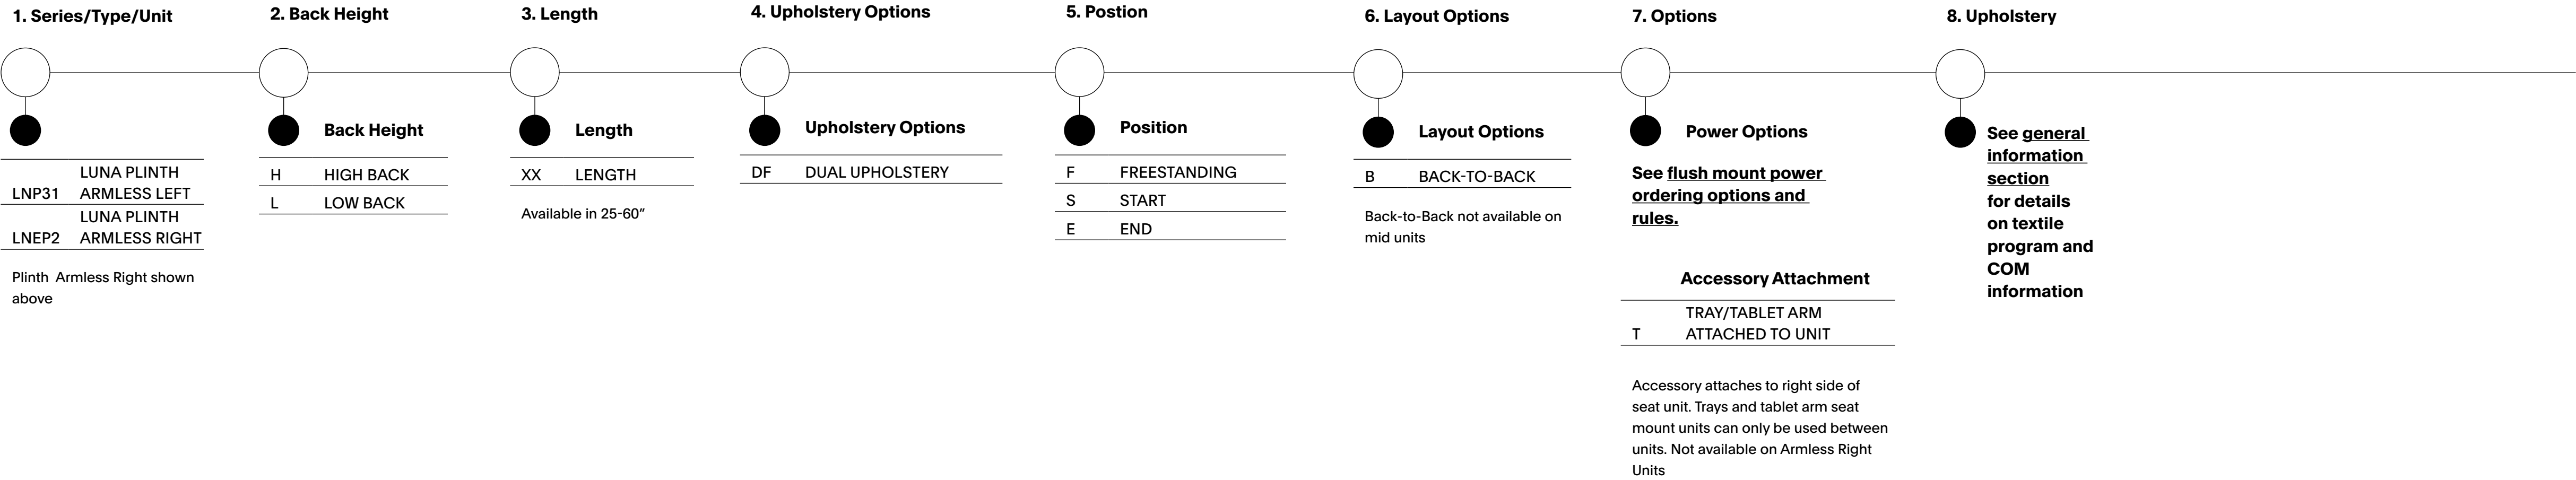 1. Series/Type/Unit
LUNA PLINTH
LNP31 ARMLESS LEFT
LUNA PLINTH
LNEP2 ARMLESS RIGHT
Plinth Armless Right shown
above
2. Back Height
Back Height
H HIGH BACK
L LOW BACK
3. Length
Length
XX LENGTH
Available in 25-60”
4. Upholstery Options
Upholstery Options
DF DUAL UPHOLSTERY
5. Postion
Position
F FREESTANDING
S START
E END
6. Layout Options
Layout Options
B BACK-TO-BACK
Back-to-Back not available on
mid units
7. Options
Power Options
See flush mount power
ordering options and
rules.
Accessory Attachment
TRAY/TABLET ARM
T ATTACHED TO UNIT
Accessory attaches to right side of
seat unit. Trays and tablet arm seat
mount units can only be used between
units. Not available on Armless Right
Units
8. Upholstery
See general
information
section
for details
on textile
program and
COM
information